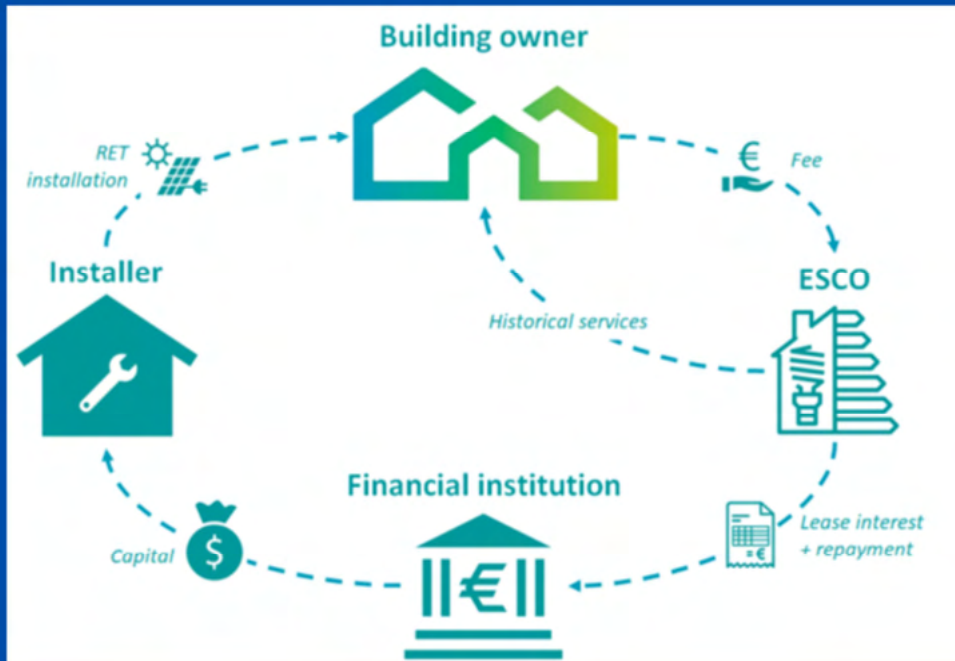 Building owner
RET
installation
€
Fee
Installer
ESCO
Historical services
Financial institution
Capital
$
€
= €
Lease interest
+ repayment